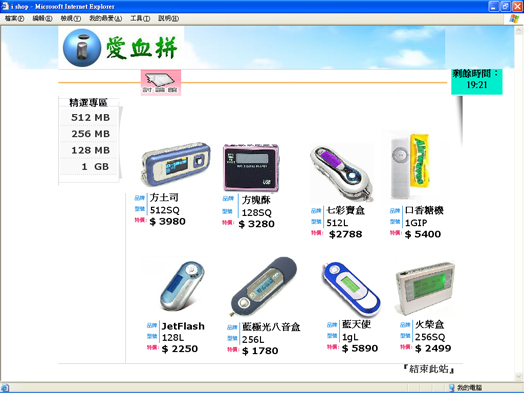 i shop - Microsoft Internet Explorer
檔案(F) 編輯(E) 檢視(V) 我的最愛(A) 工具(T) 說明(H)
愛血拼
討論區
剩餘時間：
19:21
精選專區
512 MB
256 MB
128 MB
1 GB
品牌 方土司
型號 512SQ
特價: $ 3980
品牌 方塊酥
型號 128SQ
特價: $ 3280
品牌 七彩寶盒
型號 512L
特價: $2788
品牌 口香糖機
型號 1GIP
特價: $ 5400
品牌 JetFlash
型號 128L
特價: $ 2250
品牌 藍極光八音盒
型號 256L
特價: $ 1780
品牌 藍天使
型號 1gL
特價: $ 5890
品牌 火柴盒
型號 256SQ
特價: $ 2499
『結束此站』
我的電腦